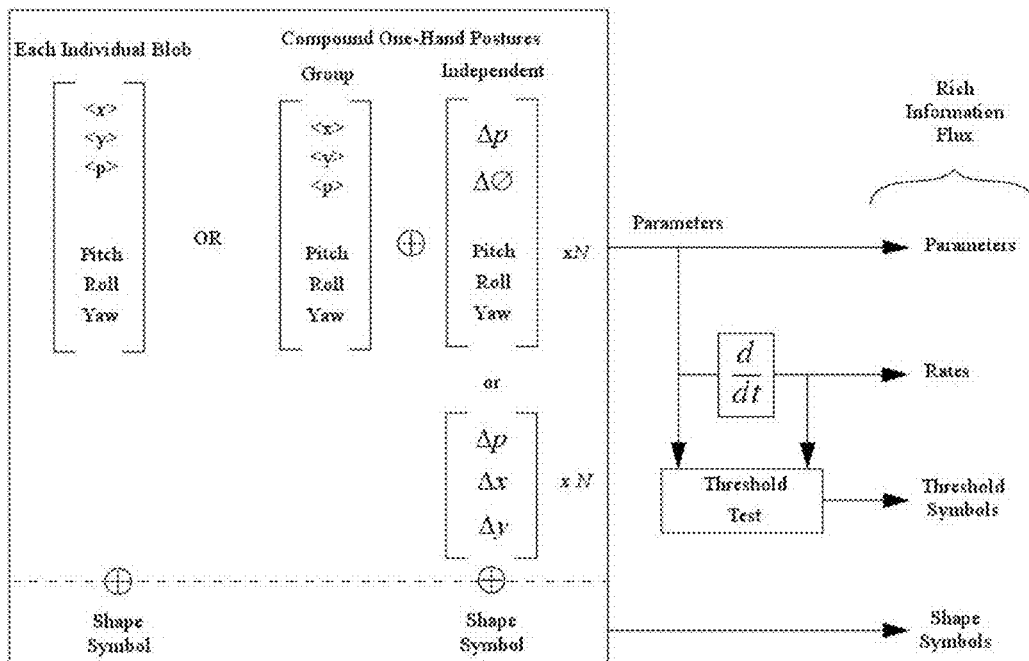 Each Individual Blob
Compound One-Hand Postures
Group
Independent
<x>
<y>
<p>
Pitch
Roll
Yaw
OR
<x>
<y>
<p>
Pitch
Roll
Yaw
⊕
Δp
Δ∅
Pitch
Roll
Yaw
xN
or
Δp
Δx
Δy
x N
⊕
Shape
Symbol
⊕
Shape
Symbol
Parameters
d
dt
Threshold
Test
Rich
Information
Flux
Parameters
Rates
Threshold
Symbols
Shape
Symbols